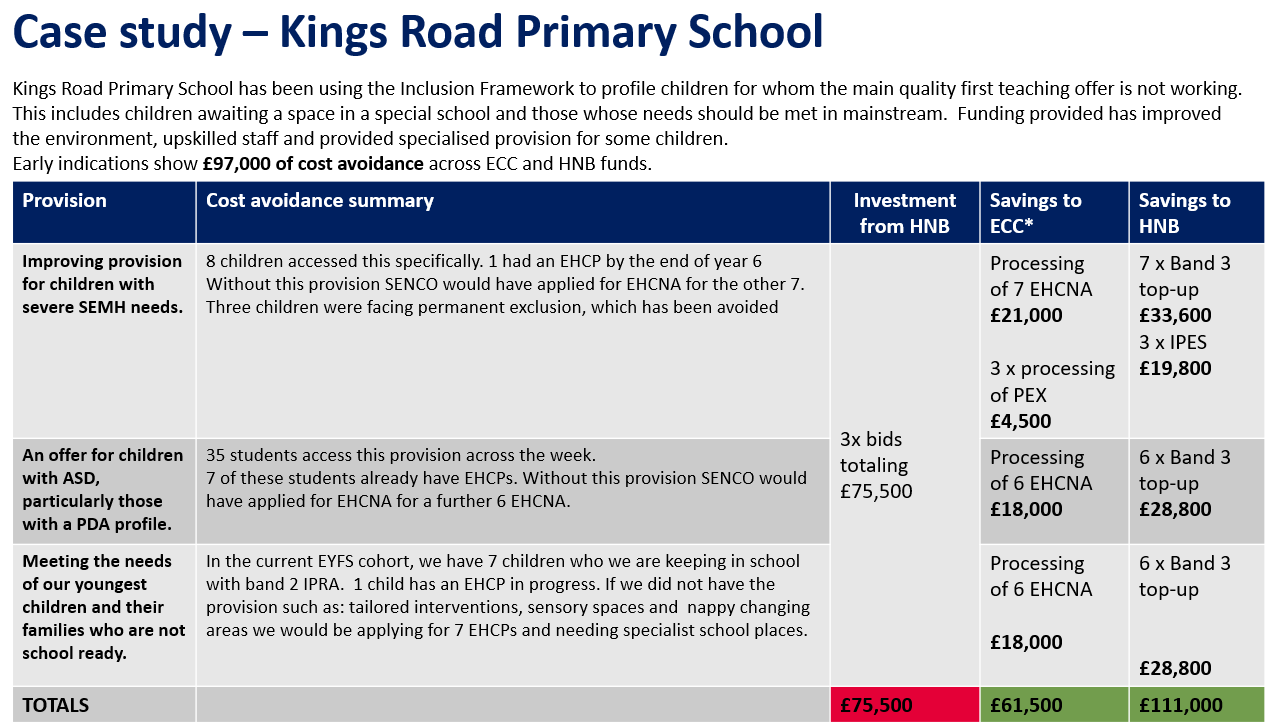 Case study – Kings Road Primary School
Kings Road Primary School has been using the Inclusion Framework to profile children for whom the main quality first teaching offer is not working.
This includes children awaiting a space in a special school and those whose needs should be met in mainstream.  Funding provided has improved
the environment, upskilled staff and provided specialised provision for some children.
Early indications show £97,000 of cost avoidance across ECC and HNB funds.
Provision
Cost avoidance summary
Investment
from HNB
Savings to
ECC*
Savings to
HNB
Improving provision
for children with
severe SEMH needs.
8 children accessed this specifically. 1 had an EHCP by the end of year 6
Without this provision SENCO would have applied for EHCNA for the other 7.
Three children were facing permanent exclusion, which has been avoided
3x bids
totaling
£75,500
Processing
of 7 EHCNA
£21,000
3 x processing
of PEX
£4,500
7 x Band 3
top-up
£33,600
3 x IPES
£19,800
An offer for children
with ASD,
particularly those
with a PDA profile.
35 students access this provision across the week.
7 of these students already have EHCPs. Without this provision SENCO would
have applied for EHCNA for a further 6 EHCNA.
Processing
of 6 EHCNA
£18,000
6 x Band 3
top-up
£28,800
Meeting the needs
of our youngest
children and their
families who are not
school ready.
In the current EYFS cohort, we have 7 children who we are keeping in school
with band 2 IPRA.  1 child has an EHCP in progress. If we did not have the
provision such as: tailored interventions, sensory spaces and  nappy changing
areas we would be applying for 7 EHCPs and needing specialist school places.
Processing
of 6 EHCNA
£18,000
6 x Band 3
top-up
£28,800
TOTALS
£75,500
£61,500
£111,000